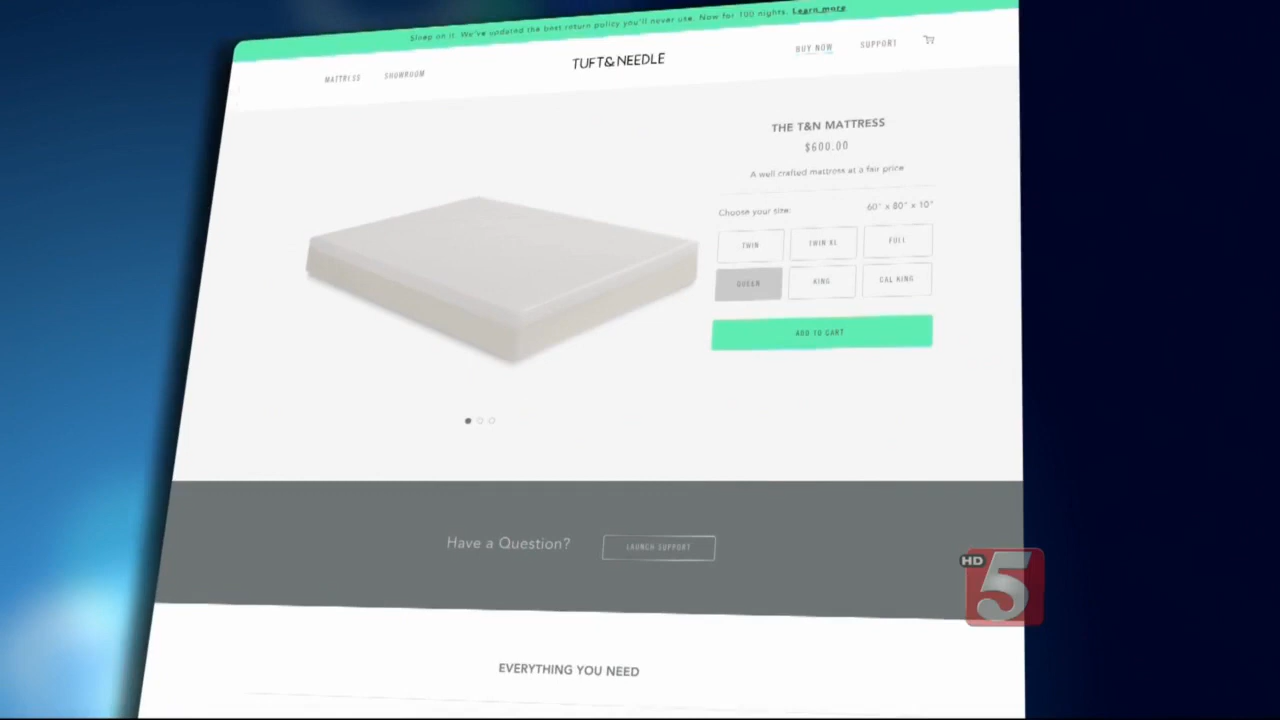 Sleep on it. We've updated the best return policy you'll never use. Now for 100 nights. Learn more
MATTRESS SHOWROOM TUFT&NEEDLE BUY NOW SUPPORT
THE T&N MATTRESS
$600.00
A well crafted mattress at a fair price
Choose your size: 60" x 80" x 10"
TWIN TWIN XL FULL
QUEEN KING CAL KING
ADD TO CART
Have a Question? LAUNCH SUPPORT
HD 5
EVERYTHING YOU NEED